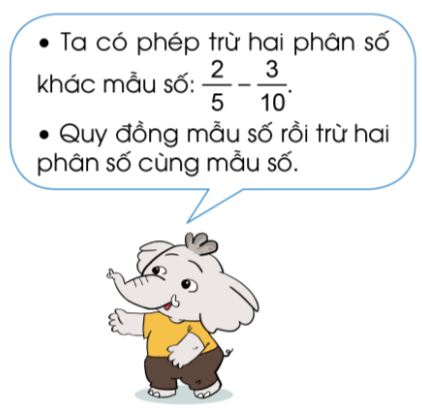 • Ta có phép trừ hai phân số
khác mẫu số: 2/5 − 3/10.
• Quy đồng mẫu số rồi trừ hai
phân số cùng mẫu số.